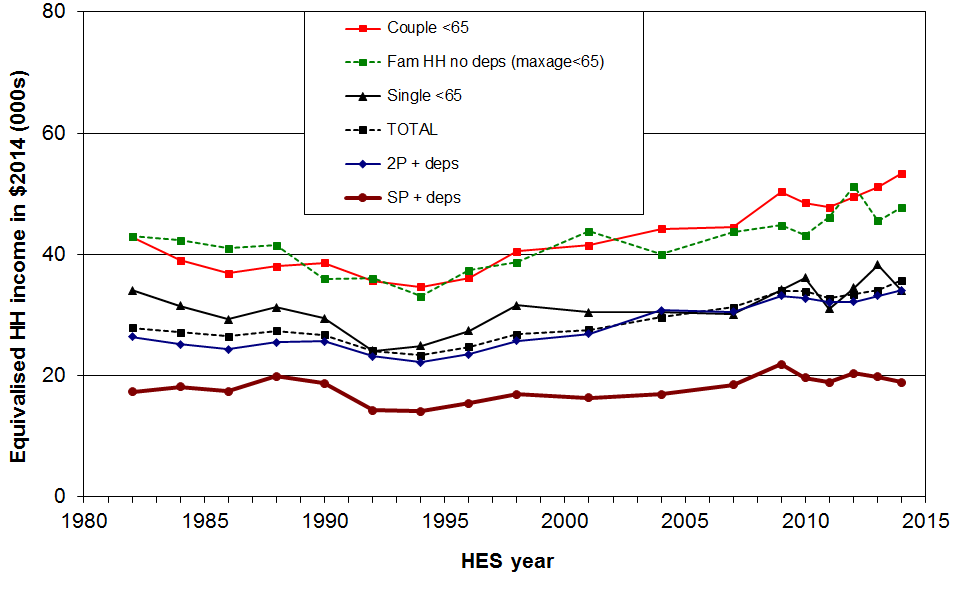 80
60
40
20
0
Equivalised HH income in $2014 (000s)
Couple <65
Fam HH no deps (maxage<65)
Single <65
TOTAL
2P + deps
SP + deps
1980 1985 1990 1995 2000 2005 2010 2015
HES year